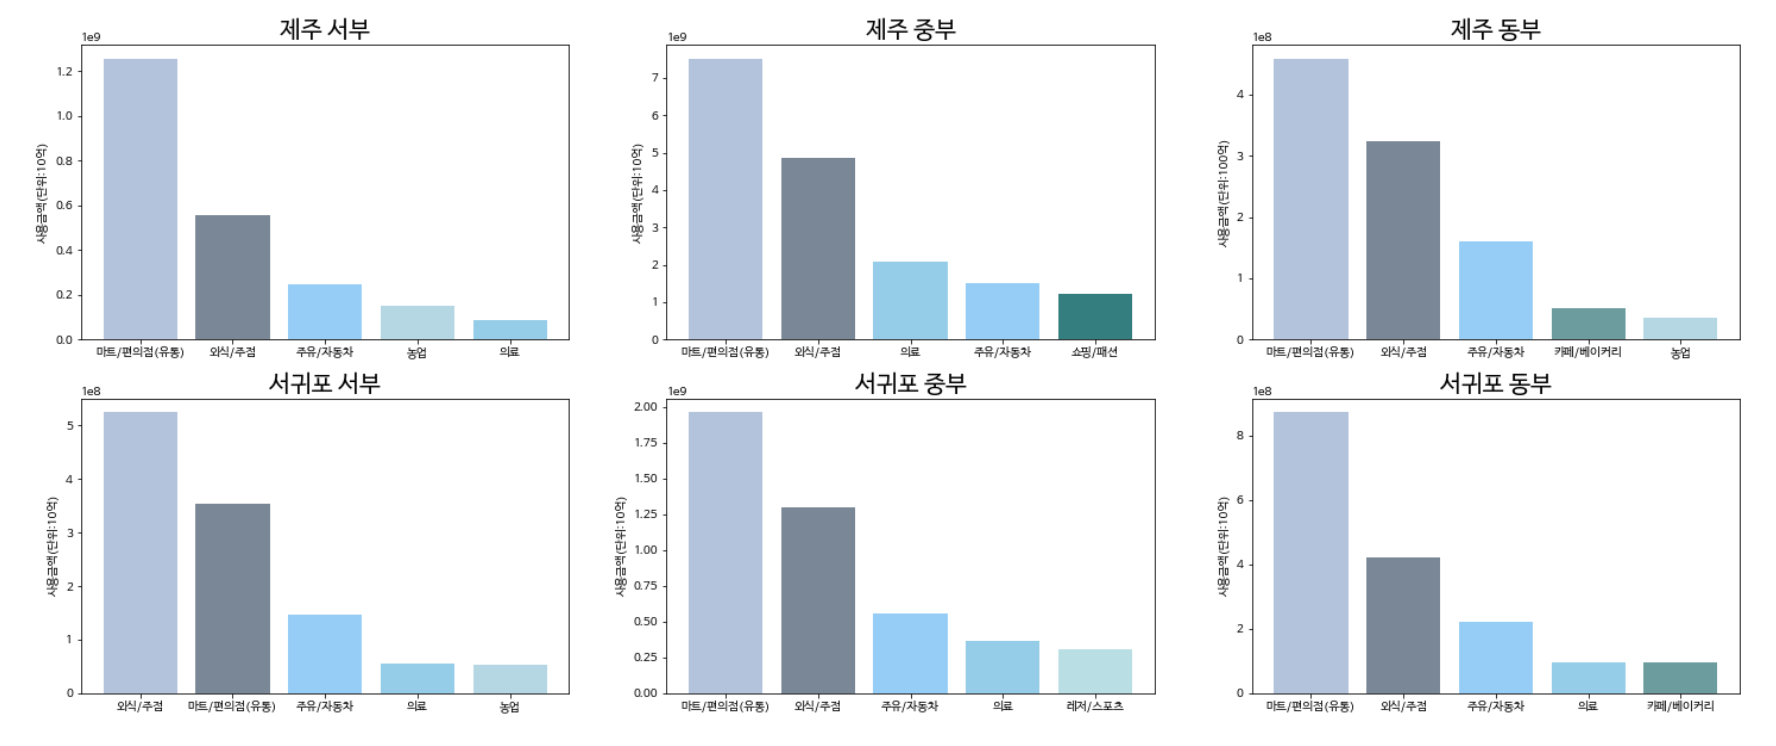 제주 서부
1e9
사용금액(단위:10억)
1.2
1.0
0.8
0.6
0.4
0.2
0.0
마트/편의점(유통) 외식/주점 주유/자동차 농업 의료
제주 중부
1e9
사용금액(단위:10억)
7
6
5
4
3
2
1
0
마트/편의점(유통) 외식/주점 의료 주유/자동차 쇼핑/패션
제주 동부
1e8
사용금액(단위:100억)
4
3
2
1
0
마트/편의점(유통) 외식/주점 주유/자동차 카페/베이커리 농업
서귀포 서부
1e8
사용금액(단위:10억)
5
4
3
2
1
0
외식/주점 마트/편의점(유통) 주유/자동차 의료 농업
서귀포 중부
1e9
사용금액(단위:10억)
2.00
1.75
1.50
1.25
1.00
0.75
0.50
0.25
0.00
마트/편의점(유통) 외식/주점 주유/자동차 의료 레저/스포츠
서귀포 동부
1e8
사용금액(단위:10억)
8
6
4
2
0
마트/편의점(유통) 외식/주점 주유/자동차 의료 카페/베이커리